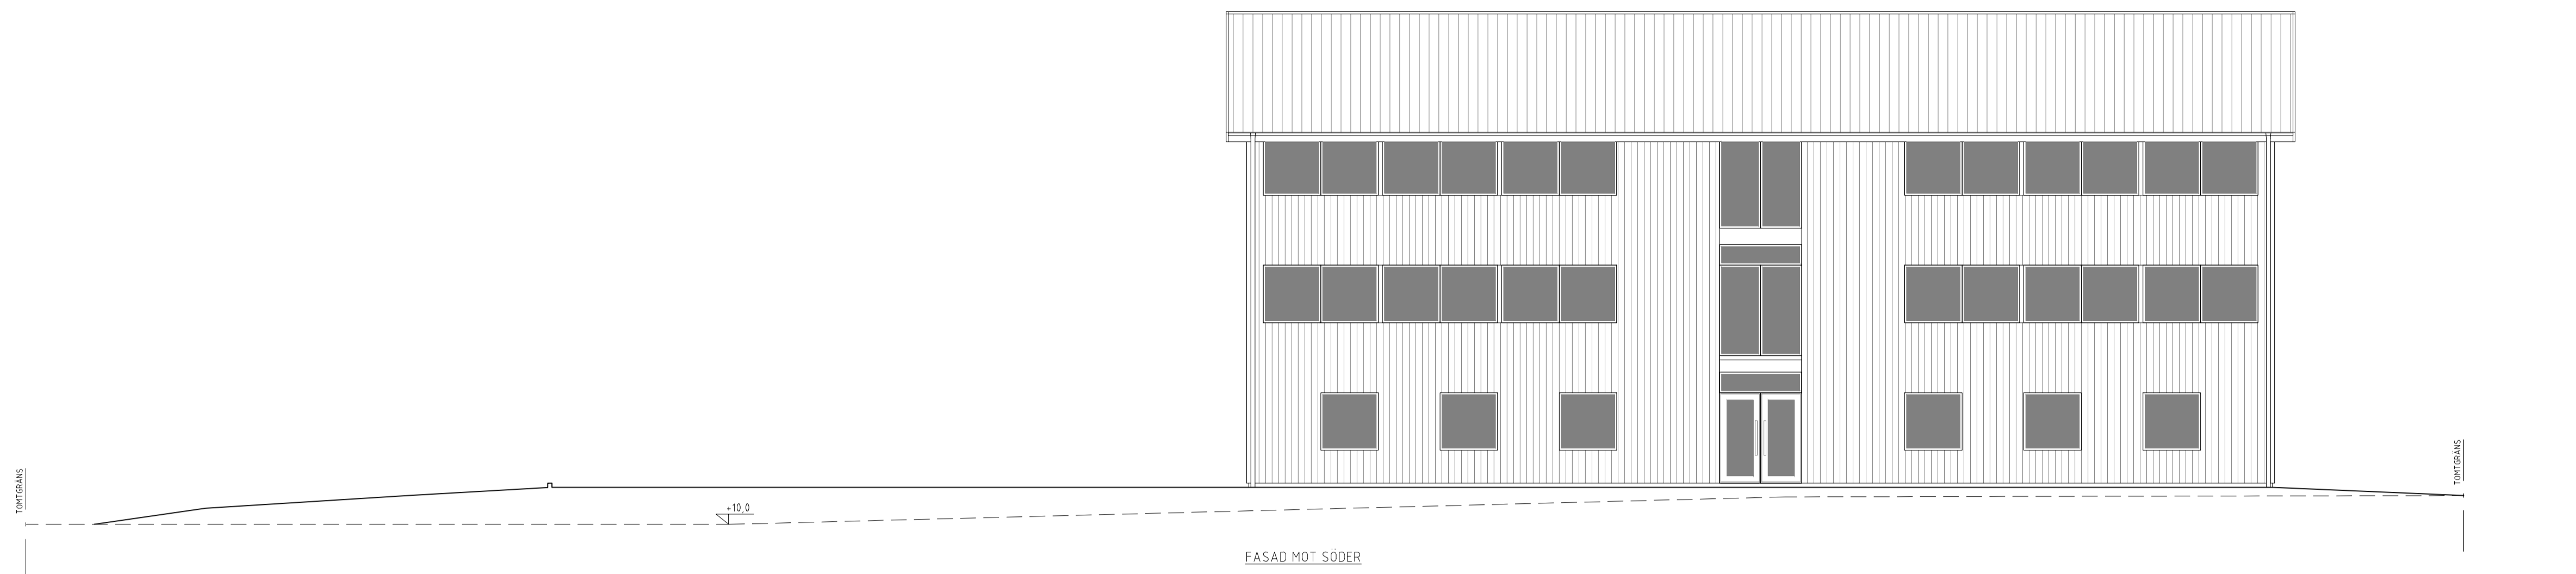 TOMTGRÄNS
TOMTGRÄNS
+10,0
FASAD MOT SÖDER